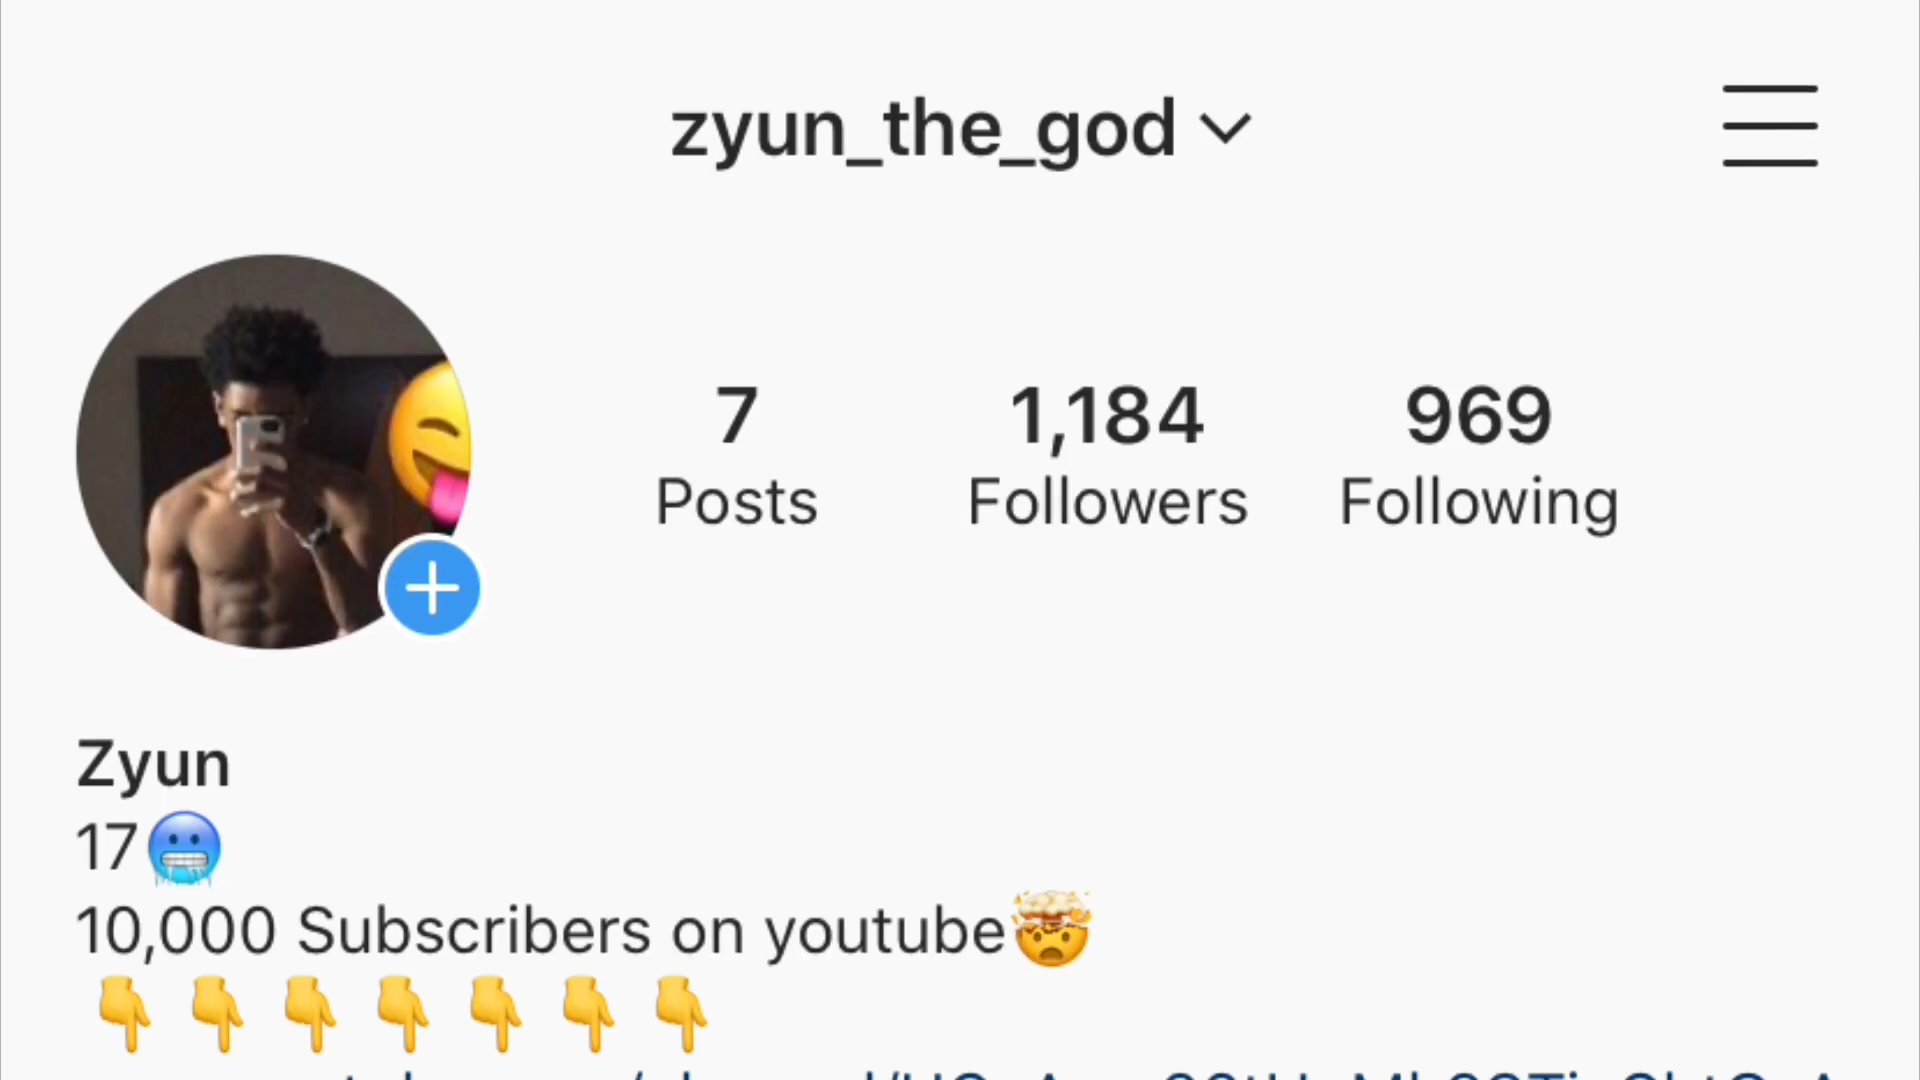 zyun_the_god
7 1,184 969
Posts Followers Following
Zyun
17🥶
10,000 Subscribers on youtube🤯
👇👇👇👇👇👇👇